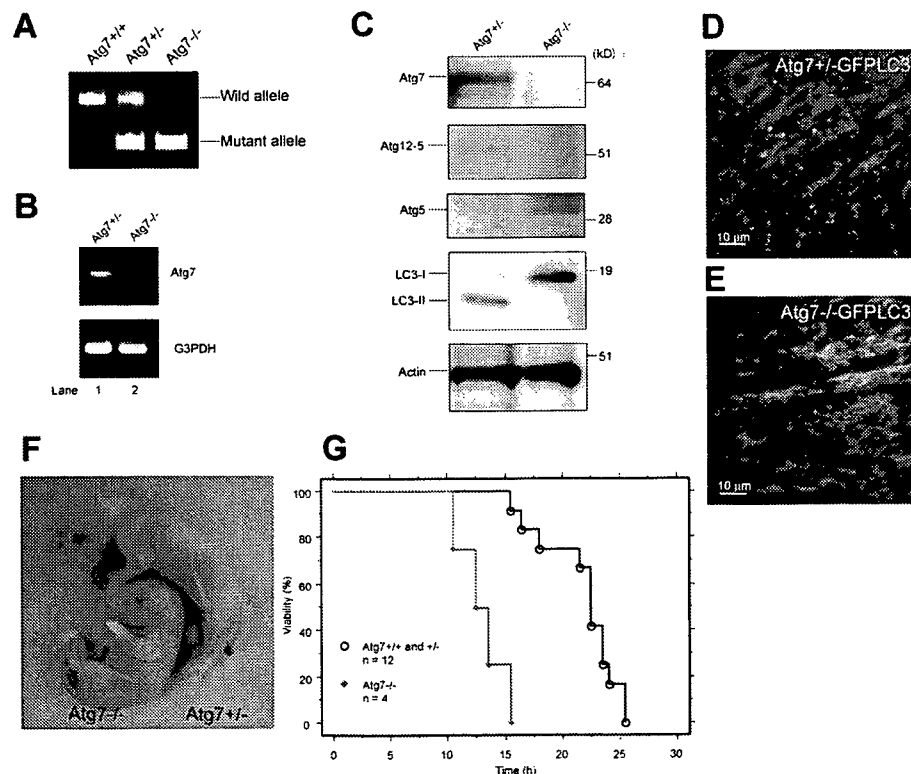 A
Atg7+/+
Atg7+/-
Atg7-/-
Wild allele
Mutant allele
B
Atg7+/-
Atg7-/-
Atg7
G3PDH
Lane 1 2
C
Atg7+/-
Atg7-/-
(kD)
Atg7
64
Atg12-5
51
Atg5
28
LC3-I
19
LC3-II
51
Actin
D
Atg7+/-GFPLC3
10 µm
E
Atg7-/-GFPLC3
10 µm
F
Atg7-/-
Atg7+/-
G
Viability (%)
100
80
60
40
20
0
Atg7+/+ and +/-
n = 12
Atg7-/-
n = 4
0 5 10 15 20 25 30
Time (h)